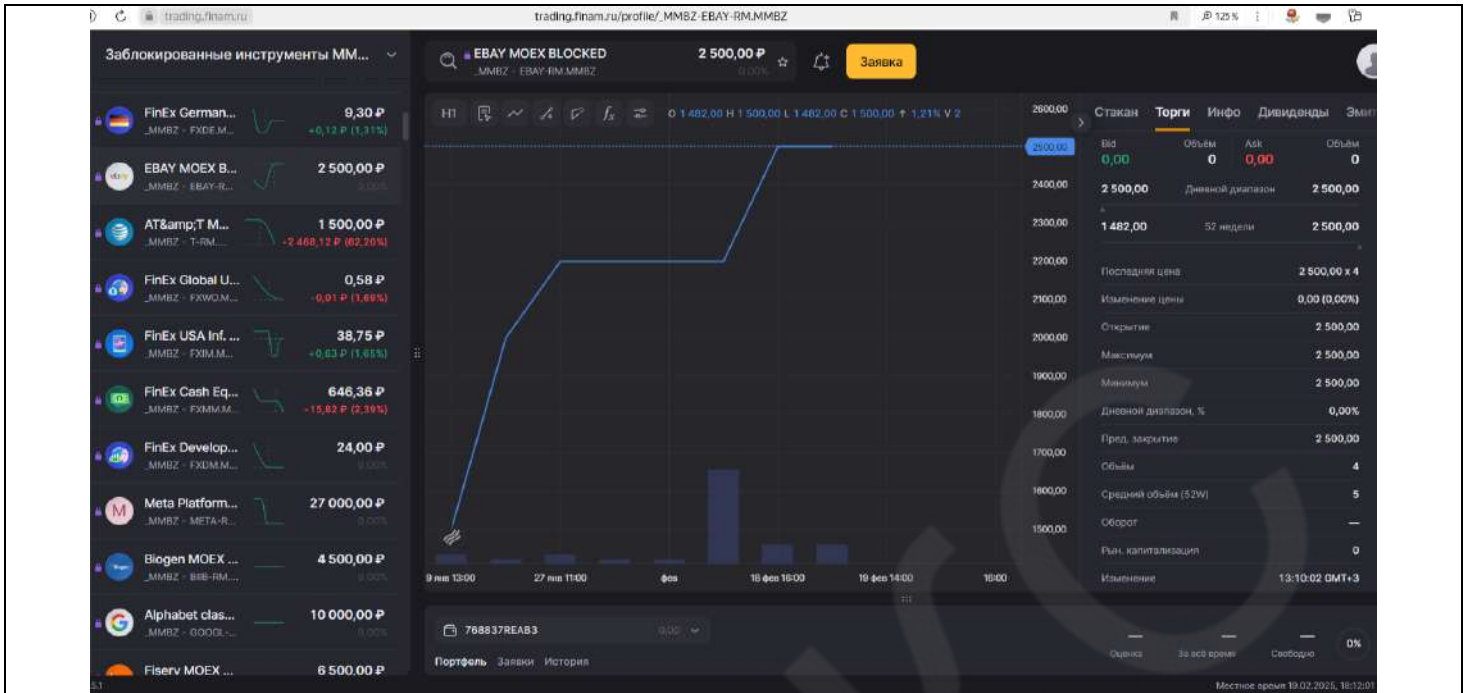 trading.finam.ru
trading.finam.ru/profile/_MMBZ-EBAY-RM.MMBZ
125 %
Заблокированные инструменты MM...
EBAY MOEX BLOCKED
_MMBZ - EBAY-RM.MMBZ
2 500,00 ₽
0,00%
Заявка
FinEx German...
_MMBZ - FXDE.M...
9,30 ₽
+0,12 ₽ (1,31%)
EBAY MOEX B...
_MMBZ - EBAY-R...
2 500,00 ₽
0,00%
AT&amp;T M...
_MMBZ - T-RM....
1 500,00 ₽
-2 468,12 ₽ (62,20%)
FinEx Global U...
_MMBZ - FXWO.M...
0,58 ₽
-0,01 ₽ (1,69%)
FinEx USA Inf. ...
_MMBZ - FXIM.M...
38,75 ₽
+0,63 ₽ (1,65%)
FinEx Cash Eq...
_MMBZ - FXMM.M...
646,36 ₽
-15,82 ₽ (2,39%)
FinEx Develop...
_MMBZ - FXDM.M...
24,00 ₽
0,00%
Meta Platform...
_MMBZ - META-R...
27 000,00 ₽
0,00%
Biogen MOEX ...
_MMBZ - BIIB-RM....
4 500,00 ₽
0,00%
Alphabet clas...
_MMBZ - GOOGL-...
10 000,00 ₽
0,00%
Fiserv MOEX ...
6 500,00 ₽
H1
O 1 482,00 H 1 500,00 L 1 482,00 C 1 500,00 ↑ 1,21% V 2
2600,00
2500,00
2400,00
2300,00
2200,00
2100,00
2000,00
1900,00
1800,00
1700,00
1600,00
1500,00
9 янв 13:00
27 янв 11:00
фев
16:00
19 фев 14:00
16:00
Стакан Торги Инфо Дивиденды Эмит
Bid Объём Ask Объём
0,00 0 0,00 0
2 500,00 Дневной диапазон 2 500,00
1 482,00 52 недели 2 500,00
Последняя цена 2 500,00 x 4
Изменение цены 0,00 (0,00%)
Открытие 2 500,00
Максимум 2 500,00
Минимум 2 500,00
Дневной диапазон, % 0,00%
Пред. закрытие 2 500,00
Объём 4
Средний объём (52W) 5
Оборот —
Рын. капитализация 0
Изменение 13:10:02 GMT+3
768837REAB3
0,00
Портфель Заявки История
— Оценка
— За всё время
— Свободно
0%
Местное время 19.02.2025, 18:12:01